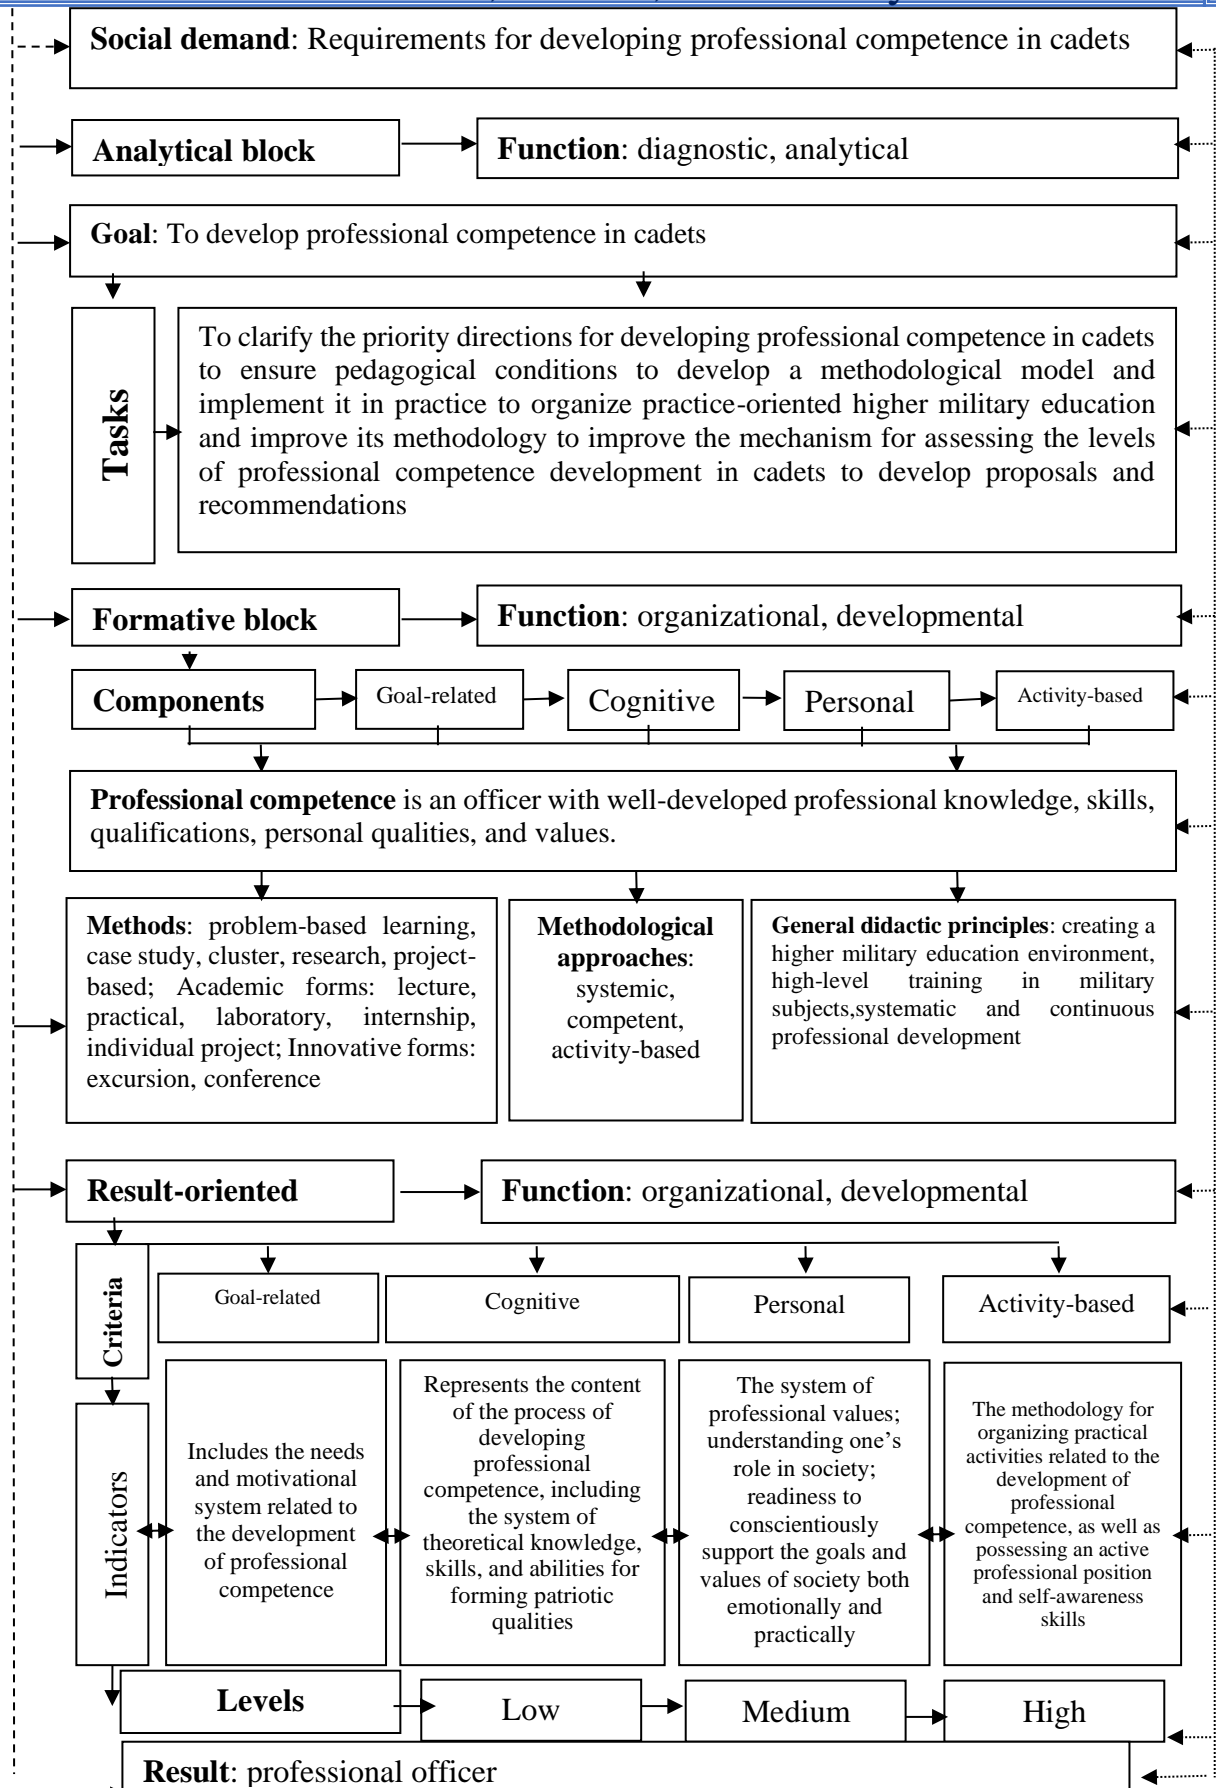 Social demand: Requirements for developing professional competence in cadets
Analytical block
Function: diagnostic, analytical
Goal: To develop professional competence in cadets
Tasks
To clarify the priority directions for developing professional competence in cadets
to ensure pedagogical conditions to develop a methodological model and
implement it in practice to organize practice-oriented higher military education
and improve its methodology to improve the mechanism for assessing the levels
of professional competence development in cadets to develop proposals and
recommendations
Formative block
Function: organizational, developmental
Components
Goal-related
Cognitive
Personal
Activity-based
Professional competence is an officer with well-developed professional knowledge, skills,
qualifications, personal qualities, and values.
Methods: problem-based learning,
case study, cluster, research, project-
based; Academic forms: lecture,
practical, laboratory, internship,
individual project; Innovative forms:
excursion, conference
Methodological
approaches:
systemic,
competent,
activity-based
General didactic principles: creating a
higher military education environment,
high-level training in military
subjects,systematic and continuous
professional development
Result-oriented
Function: organizational, developmental
Criteria
Goal-related
Cognitive
Personal
Activity-based
Indicators
Includes the needs
and motivational
system related to
the development
of professional
competence
Represents the content
of the process of
developing
professional
competence, including
the system of
theoretical knowledge,
skills, and abilities for
forming patriotic
qualities
The system of
professional values;
understanding one’s
role in society;
readiness to
conscientiously
support the goals and
values of society both
emotionally and
practically
The methodology for
organizing practical
activities related to the
development of
professional
competence, as well as
possessing an active
professional position
and self-awareness
skills
Levels
Low
Medium
High
Result: professional officer